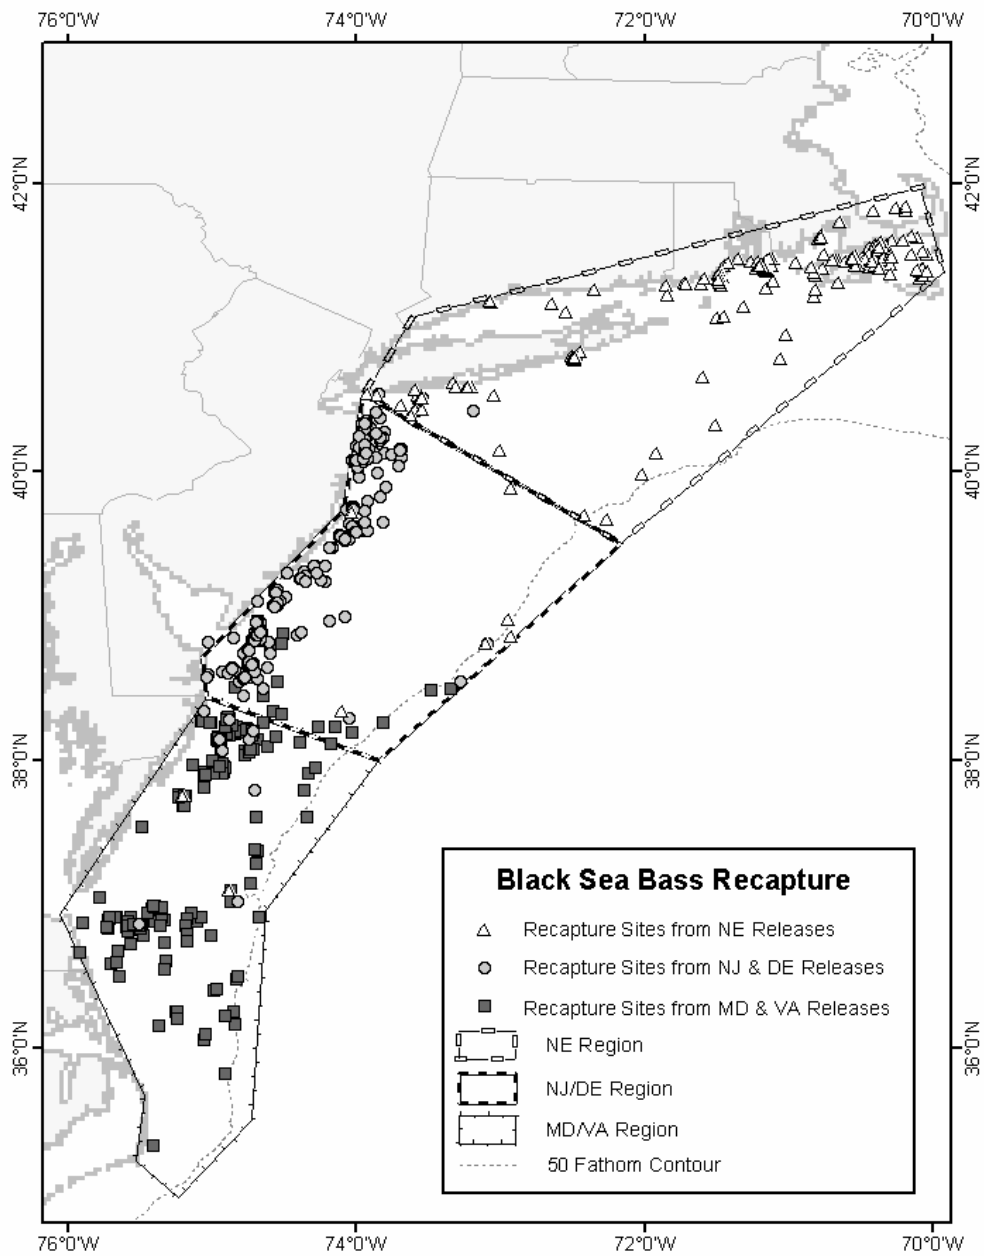 76°0'W 74°0'W 72°0'W 70°0'W
42°0'N 42°0'N
40°0'N 40°0'N
38°0'N 38°0'N
Black Sea Bass Recapture
Recapture Sites from NE Releases
Recapture Sites from NJ & DE Releases
Recapture Sites from MD & VA Releases
36°0'N 36°0'N
NE Region
NJ/DE Region
MD/VA Region
50 Fathom Contour
76°0'W 74°0'W 72°0'W 70°0'W